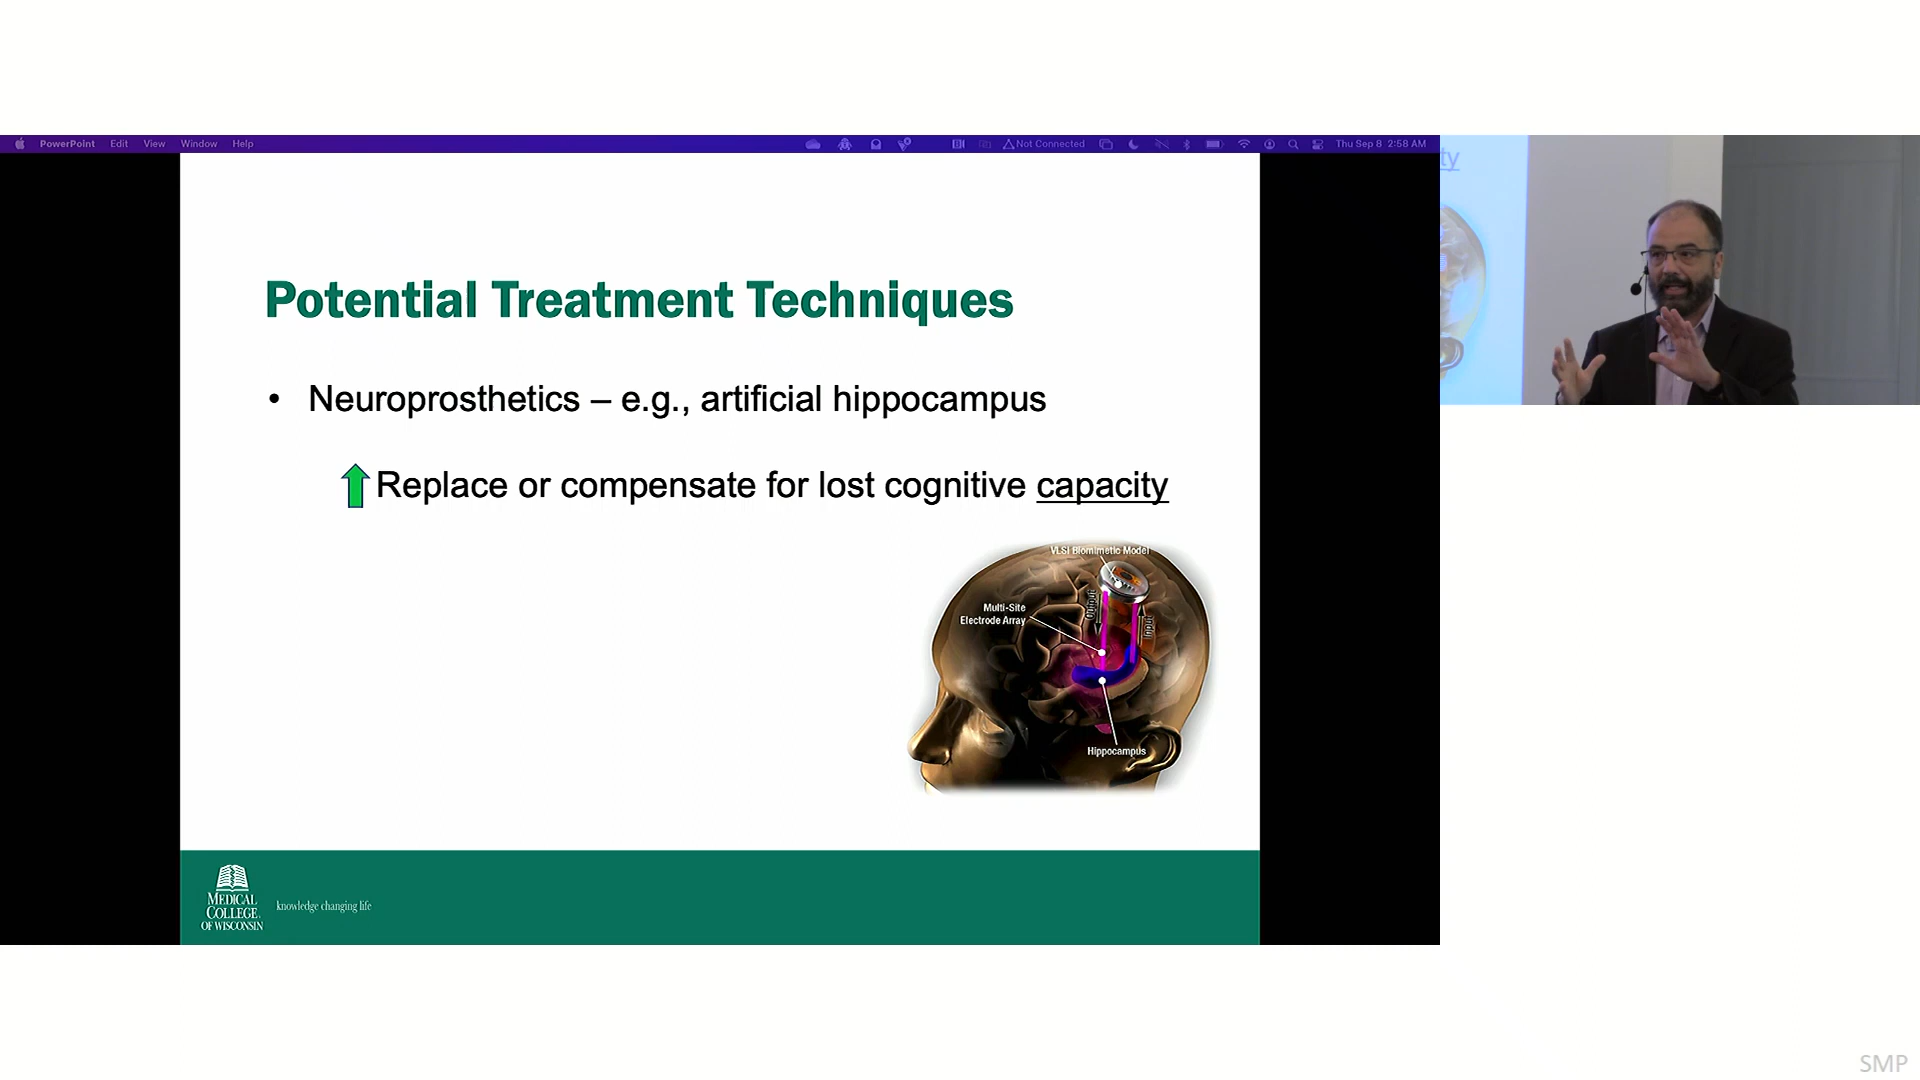 PowerPoint Edit View Window Help Not Connected Thu Sep 8 2:58 AM
ty
Potential Treatment Techniques
• Neuroprosthetics – e.g., artificial hippocampus
Replace or compensate for lost cognitive capacity
VLSI Biomimetic Model
Multi-Site
Electrode Array
Output
Input
Hippocampus
MEDICAL
COLLEGE
OF WISCONSIN
knowledge changing life
SMP